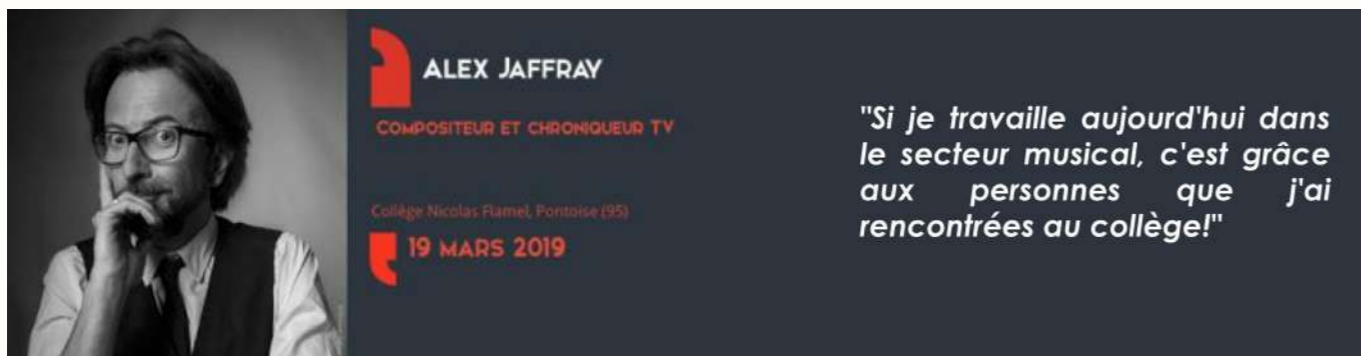 ALEX JAFFRAY
COMPOSITEUR ET CHRONIQUEUR TV
Collège Nicolas Flamel, Pontoise (95)
19 MARS 2019
"Si je travaille aujourd'hui dans
le secteur musical, c'est grâce
aux personnes que j'ai
rencontrées au collège!"